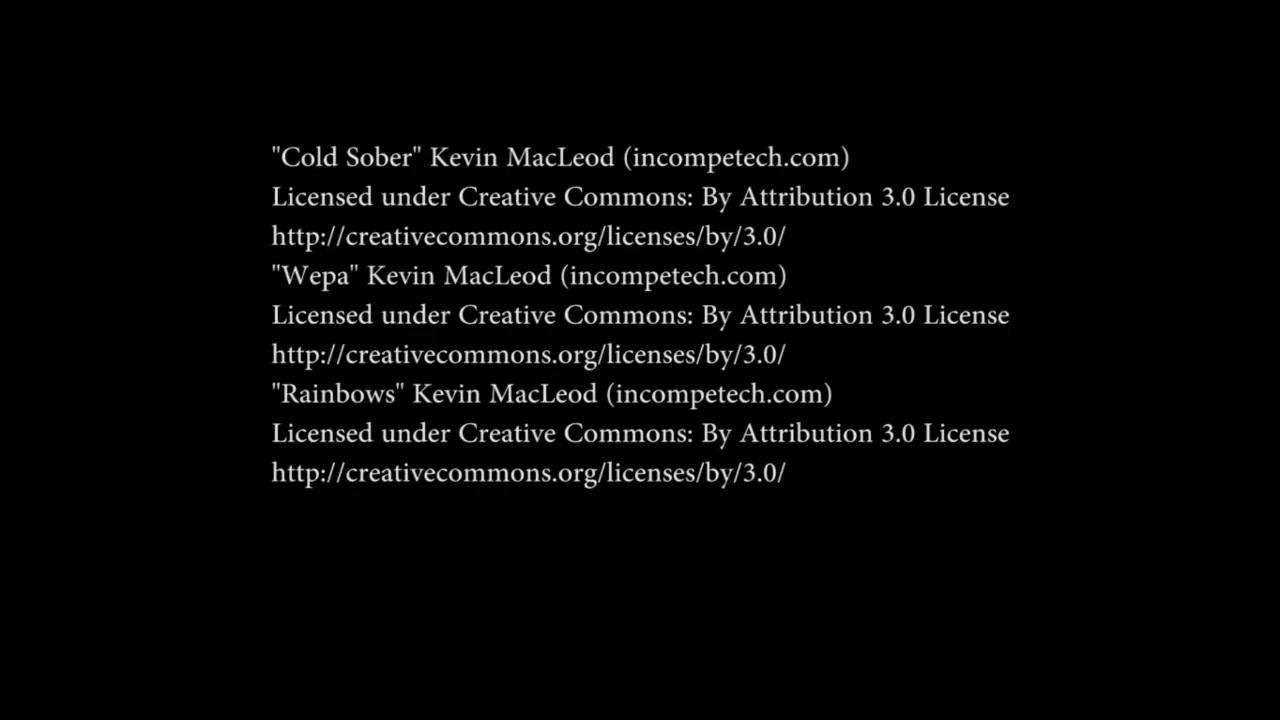 "Cold Sober" Kevin MacLeod (incompetech.com)
Licensed under Creative Commons: By Attribution 3.0 License
http://creativecommons.org/licenses/by/3.0/
"Wepa" Kevin MacLeod (incompetech.com)
Licensed under Creative Commons: By Attribution 3.0 License
http://creativecommons.org/licenses/by/3.0/
"Rainbows" Kevin MacLeod (incompetech.com)
Licensed under Creative Commons: By Attribution 3.0 License
http://creativecommons.org/licenses/by/3.0/